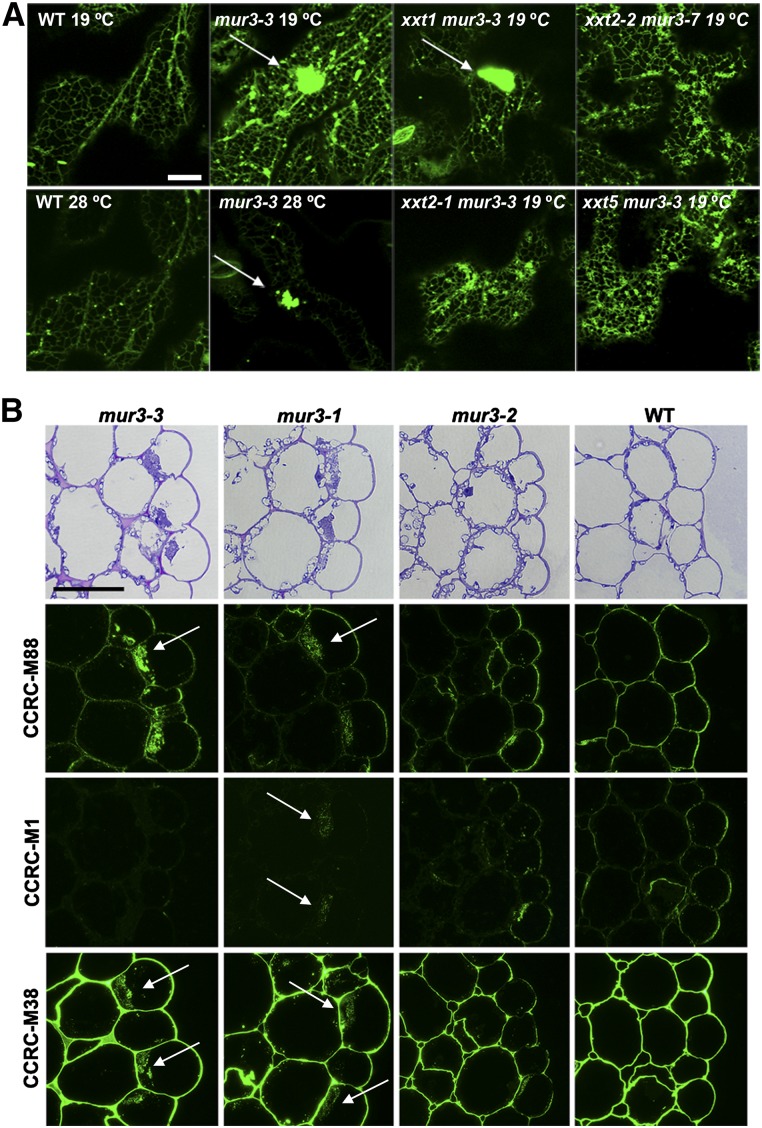 A
WT 19 ºC
mur3-3 19 ºC
xxt1 mur3-3 19 ºC
xxt2-2 mur3-7 19 ºC
WT 28 ºC
mur3-3 28 ºC
xxt2-1 mur3-3 19 ºC
xxt5 mur3-3 19 ºC
B
mur3-3
mur3-1
mur3-2
WT
CCRC-M88
CCRC-M1
CCRC-M38